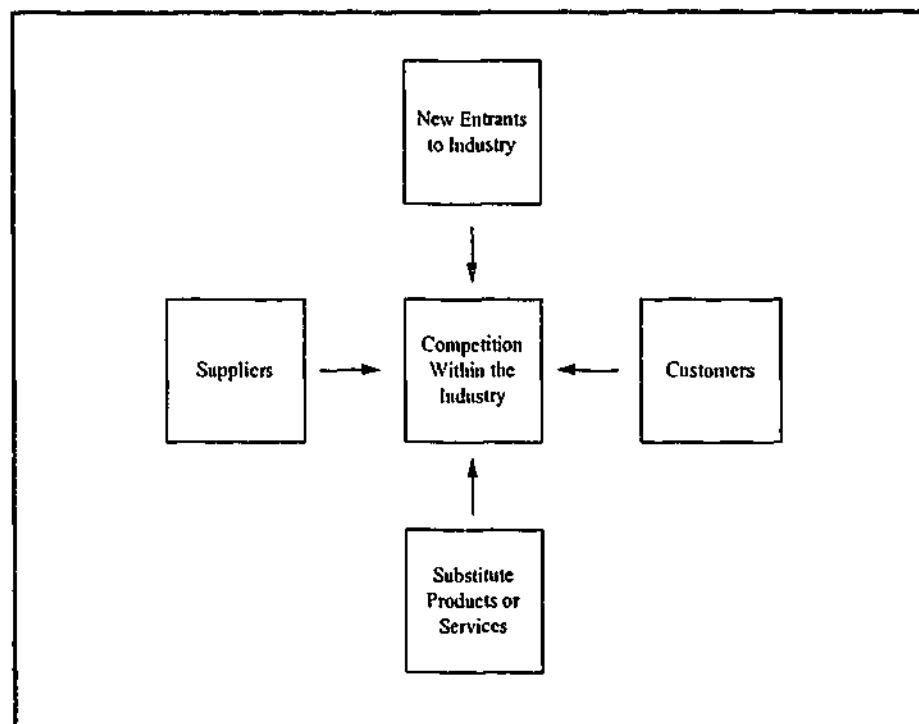 New Entrants
to Industry
Suppliers
Competition
Within the
Industry
Customers
Substitute
Products or
Services